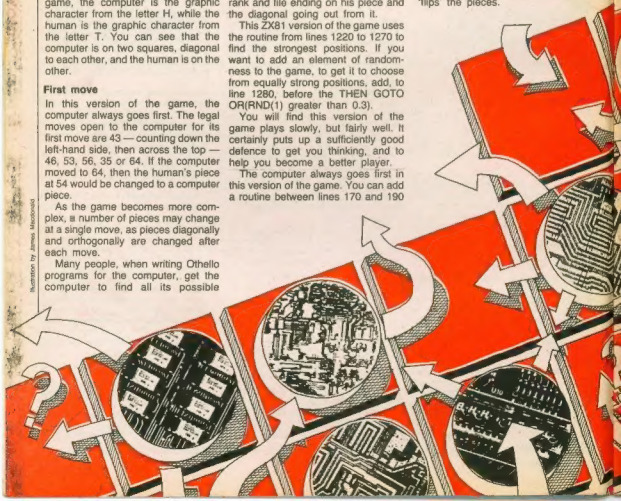 game, the computer is the graphic
character from the letter H, while the
human is the graphic character from
the letter T. You can see that the
computer is on two squares, diagonal
to each other, and the human is on the
other.
First move
In this version of the game, the
computer always goes first. The legal
moves open to the computer for its
first move are 43 — counting down the
left-hand side, then across the top —
46, 53, 56, 35 or 64. If the computer
moved to 64, then the human's piece
at 54 would be changed to a computer
piece.
As the game becomes more com-
plex, a number of pieces may change
at a single move, as pieces diagonally
and orthogonally are changed after
each move.
Many people, when writing Othello
programs for the computer, get the
computer to find all its possible
rank and file ending on his piece and
the diagonal going out from it.
This ZX81 version of the game uses
the routine from lines 1220 to 1270 to
find the strongest positions. If you
want to add an element of random-
ness to the game, to get it to choose
from equally strong positions, add, to
line 1280, before the THEN GOTO
OR(RND(1) greater than 0.3).
You will find this version of the
game plays slowly, but fairly well. It
certainly puts up a sufficiently good
defence to get you thinking, and to
help you become a better player.
The computer always goes first in
this version of the game. You can add
a routine between lines 170 and 190
"flips" the pieces.
Illustration by James Macdonald